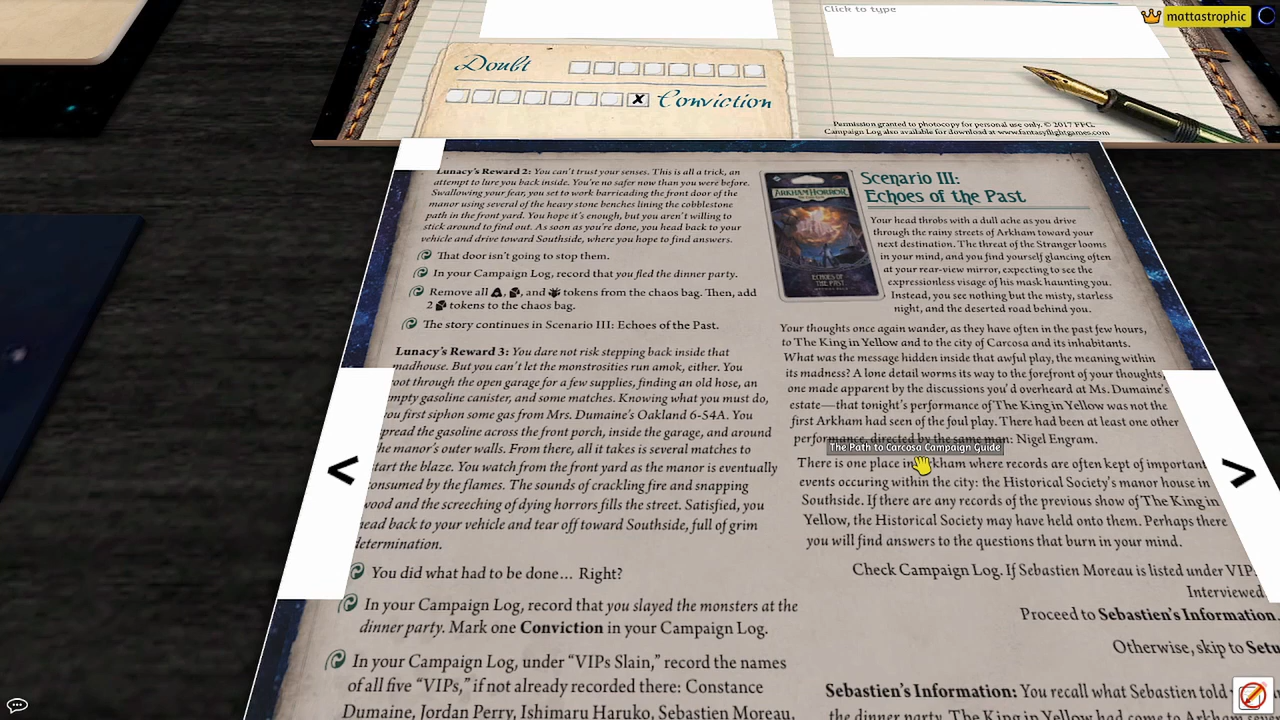 Click to type
mattastrophic
Doubt
Conviction
Permission granted to photocopy for personal use only. © 2017 FFG.
Campaign Log also available for download at www.fantasyflightgames.com
Lunacy's Reward 2: You can't trust your senses. This is all a trick, an
attempt to lure you back inside. You're no safer now than you were before.
Swallowing your fear, you set to work barricading the front door of the
manor using several of the heavy stone benches lining the cobblestone
path in the front yard. You hope it's enough, but you aren't willing to
stick around to find out. As soon as you're done, you head back to your
vehicle and drive toward Southside, where you hope to find answers.
That door isn't going to stop them.
In your Campaign Log, record that you fled the dinner party.
Remove all , , and tokens from the chaos bag. Then, add
2 tokens to the chaos bag.
The story continues in Scenario III: Echoes of the Past.
Lunacy's Reward 3: You dare not risk stepping back inside that
madhouse. But you can't let the monstrosities run amok, either. You
oot through the open garage for a few supplies, finding an old hose, an
mpty gasoline canister, and some matches. Knowing what you must do,
ou first siphon some gas from Mrs. Dumaine's Oakland 6-54A. You
pread the gasoline across the front porch, inside the garage, and around
he manor's outer walls. From there, all it takes is several matches to
tart the blaze. You watch from the front yard as the manor is eventually
onsumed by the flames. The sounds of crackling fire and snapping
wood and the screeching of dying horrors fills the street. Satisfied, you
ead back to your vehicle and tear off toward Southside, full of grim
determination.
You did what had to be done… Right?
In your Campaign Log, record that you slayed the monsters at the
dinner party. Mark one Conviction in your Campaign Log.
In your Campaign Log, under “VIPs Slain,” record the names
of all five “VIPs,” if not already recorded there: Constance
Dumaine, Jordan Perry, Ishimaru Haruko, Sebastien Moreau,
ARKHAM HORROR
ECHOES OF
THE PAST
Scenario III:
Echoes of the Past
Your head throbs with a dull ache as you drive
through the rainy streets of Arkham toward your
next destination. The threat of the Stranger looms
in your mind, and you find yourself glancing often
at your rear-view mirror, expecting to see the
expressionless visage of his mask haunting you.
Instead, you see nothing but the misty, starless
night, and the deserted road behind you.
Your thoughts once again wander, as they have often in the past few hours,
to The King in Yellow and to the city of Carcosa and its inhabitants.
What was the message hidden inside that awful play, the meaning within
its madness? A lone detail worms its way to the forefront of your thoughts,
one made apparent by the discussions you'd overheard at Ms. Dumaine's
estate—that tonight's performance of The King in Yellow was not the
first Arkham had seen of the foul play. There had been at least one other
performance, directed by the same man: Nigel Engram.
The Path to Carcosa Campaign Guide
There is one place in Arkham where records are often kept of important
events occuring within the city: the Historical Society's manor house in
Southside. If there are any records of the previous show of The King in
Yellow, the Historical Society may have held onto them. Perhaps there
you will find answers to the questions that burn in your mind.
Check Campaign Log. If Sebastien Moreau is listed under VIP
Interviewed
Proceed to Sebastien's Information.
Otherwise, skip to Setu
Sebastien's Information: You recall what Sebastien told
the dinner party. The King in Yellow had come to Arkham